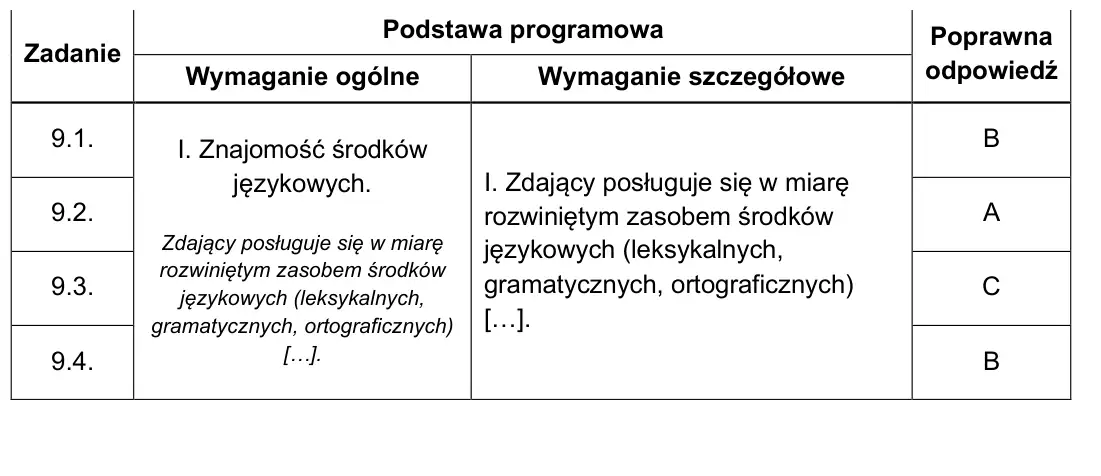 Zadanie
Podstawa programowa
Poprawna
odpowiedź
Wymaganie ogólne
Wymaganie szczegółowe
9.1.
I. Znajomość środków
językowych.
Zdający posługuje się w miarę
rozwiniętym zasobem środków
językowych (leksykalnych,
gramatycznych, ortograficznych)
[…].
I. Zdający posługuje się w miarę
rozwiniętym zasobem środków
językowych (leksykalnych,
gramatycznych, ortograficznych)
[…].
B
9.2.
A
9.3.
C
9.4.
B